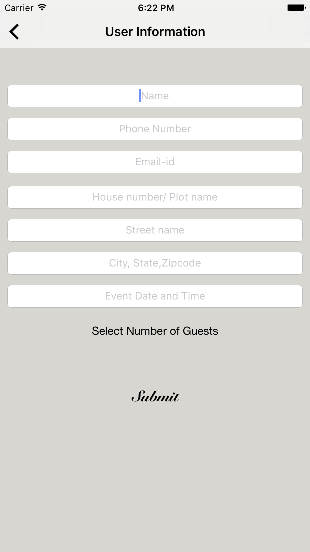 Carrier 6:22 PM
User Information
Name
Phone Number
Email-id
House number/ Plot name
Street name
City, State,Zipcode
Event Date and Time
Select Number of Guests
Submit